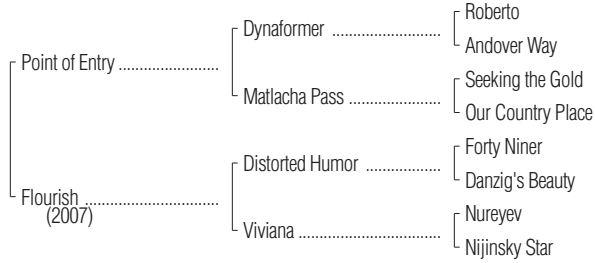 Roberto
Dynaformer ..........................
Andover Way
Point of Entry ........................
Seeking the Gold
Matlacha Pass ......................
Our Country Place
Forty Niner
Distorted Humor ..................
Danzig's Beauty
Flourish ................................
(2007)
Nureyev
Viviana ..................................
Nijinsky Star